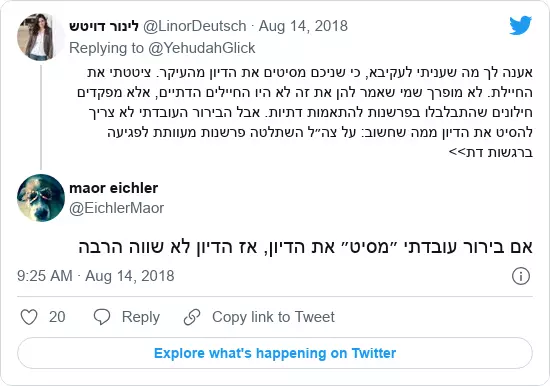 לינור דויטש @LinorDeutsch · Aug 14, 2018
Replying to @YehudahGlick
אענה לך מה שעניתי לעקיבא, כי שניכם מסיטים את הדיון מהעיקר. ציטטתי את
החיילת. לא מופרך שמי שאמר להן את זה לא היו החיילים הדתיים, אלא מפקדים
חילונים שהתבלבלו בפרשנות להתאמות דתיות. אבל הבירור העובדתי לא צריך
להסיט את הדיון ממה שחשוב: על צה״ל השתלטה פרשנות מעוותת לפגיעה
ברגשות דת>>
maor eichler
@EichlerMaor
אם בירור עובדתי ״מסיט״ את הדיון, אז הדיון לא שווה הרבה
9:25 AM · Aug 14, 2018
20 Reply Copy link to Tweet
Explore what's happening on Twitter